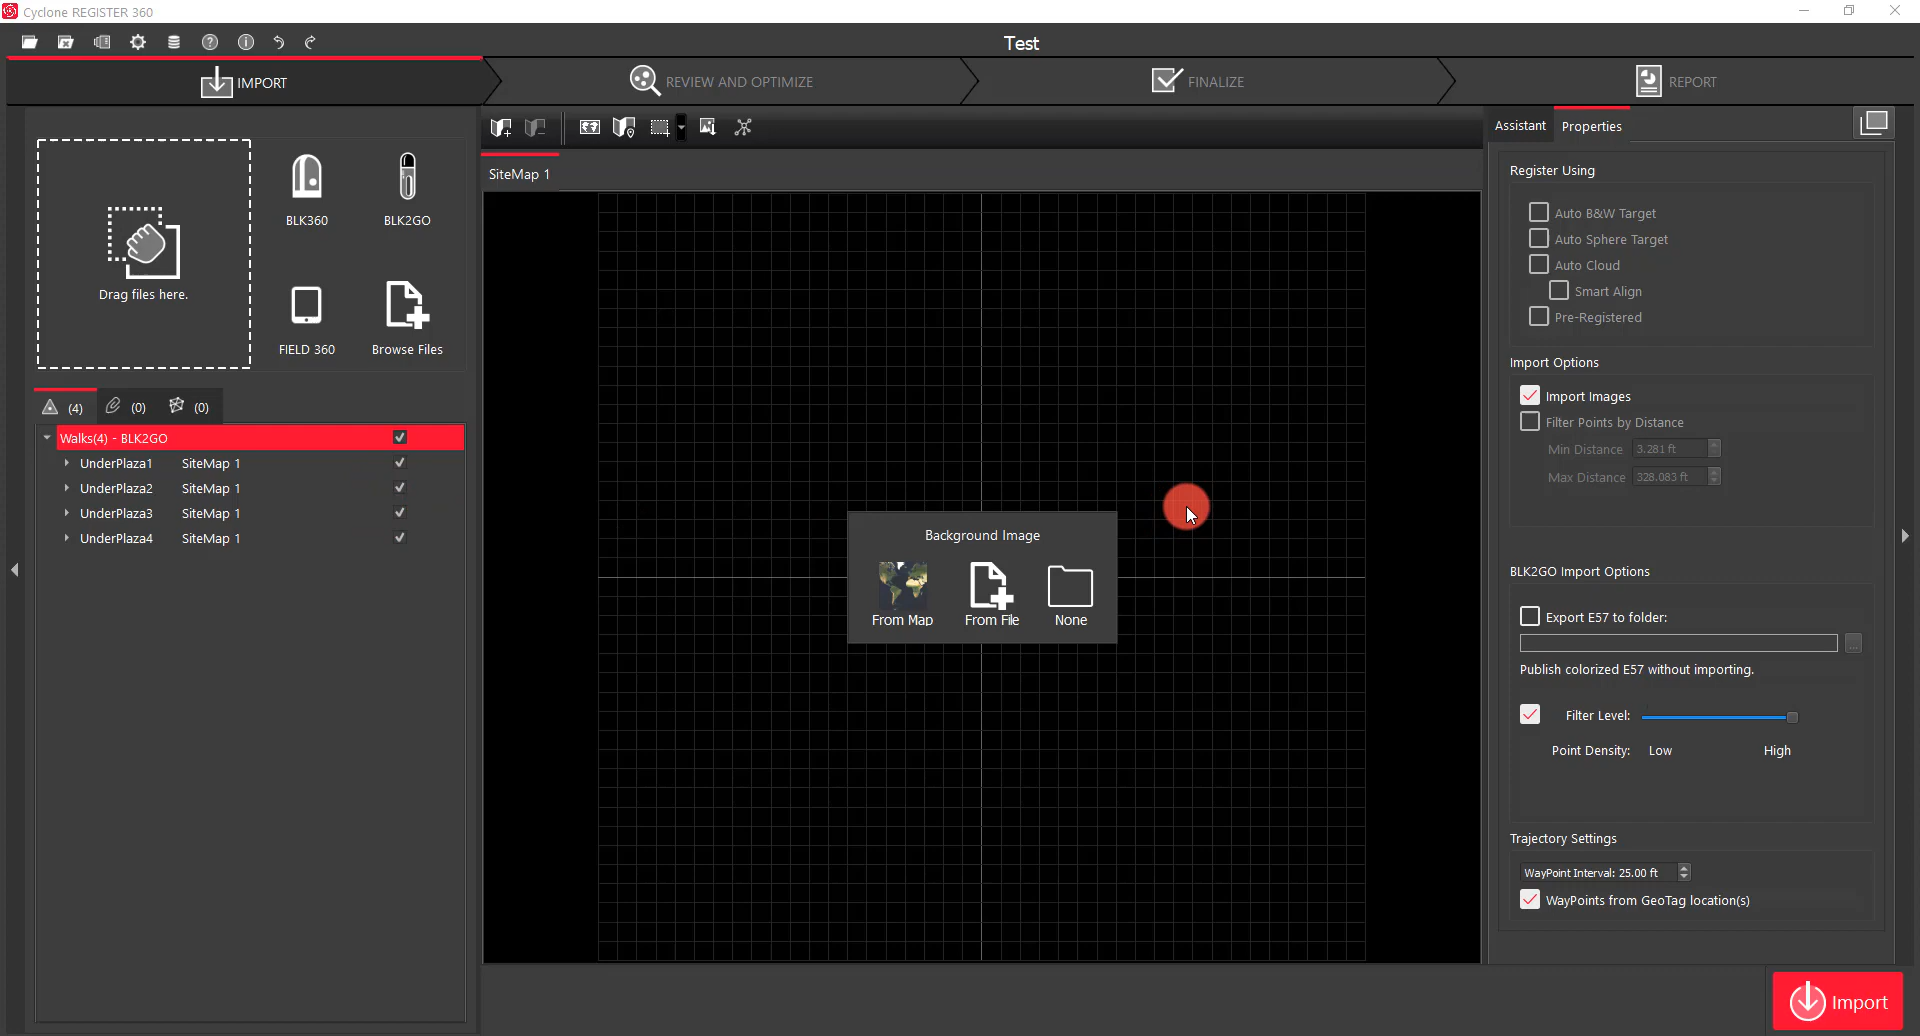 Cyclone REGISTER 360
Test
IMPORT
REVIEW AND OPTIMIZE
FINALIZE
REPORT
Drag files here.
BLK360
BLK2GO
FIELD 360
Browse Files
(4)
(0)
(0)
Walks(4) - BLK2GO
UnderPlaza1 SiteMap 1
UnderPlaza2 SiteMap 1
UnderPlaza3 SiteMap 1
UnderPlaza4 SiteMap 1
SiteMap 1
Background Image
From Map
From File
None
Assistant
Properties
Register Using
Auto B&W Target
Auto Sphere Target
Auto Cloud
Smart Align
Pre-Registered
Import Options
Import Images
Filter Points by Distance
Min Distance 3.281 ft
Max Distance 328.083 ft
BLK2GO Import Options
Export E57 to folder:
...
Publish colorized E57 without importing.
Filter Level:
Point Density: Low High
Trajectory Settings
WayPoint Interval: 25.00 ft
WayPoints from GeoTag location(s)
Import